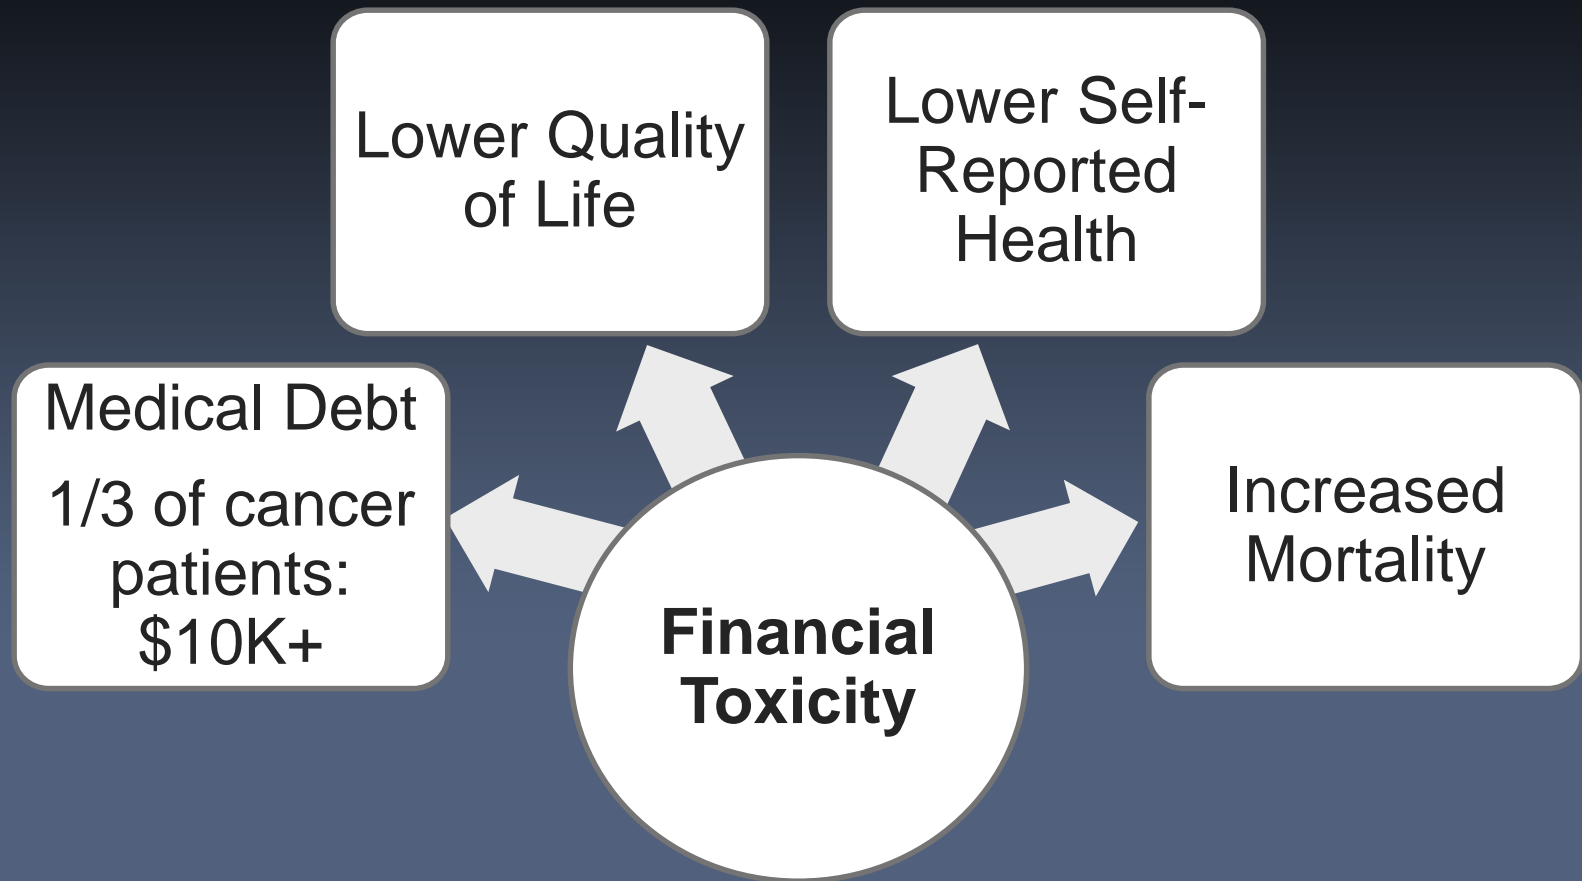 Lower Quality
of Life
Lower Self-
Reported
Health
Medical Debt
1/3 of cancer
patients:
$10K+
Increased
Mortality
Financial
Toxicity